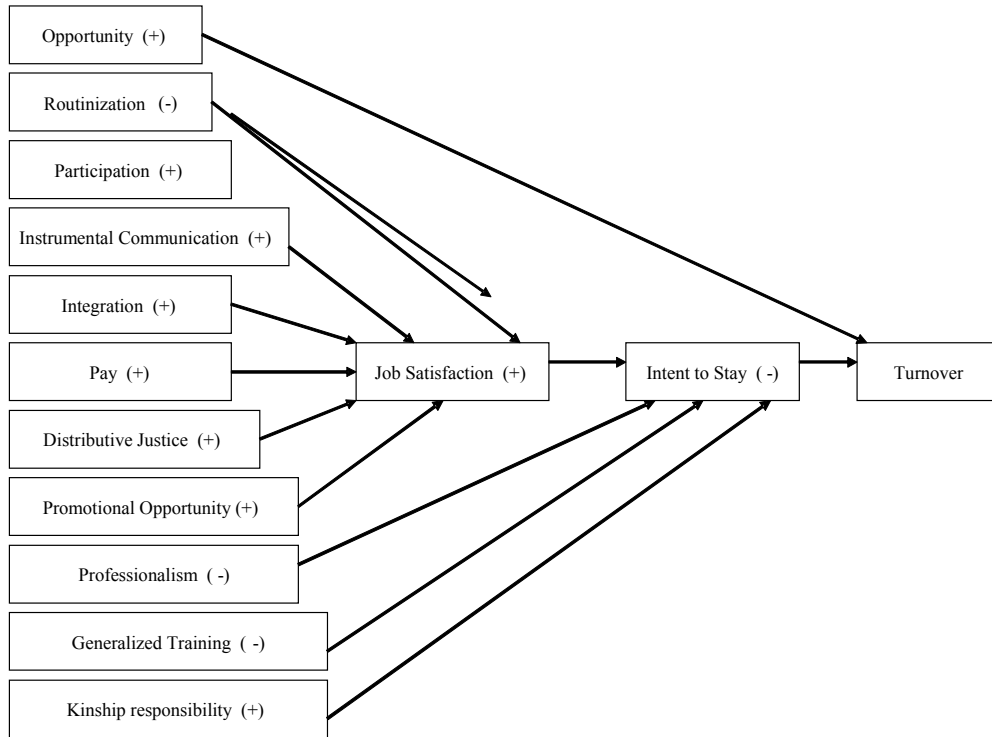 Opportunity (+)
Routinization (-)
Participation (+)
Instrumental Communication (+)
Integration (+)
Pay (+)
Job Satisfaction (+)
Intent to Stay ( -)
Turnover
Distributive Justice (+)
Promotional Opportunity (+)
Professionalism ( -)
Generalized Training ( -)
Kinship responsibility (+)